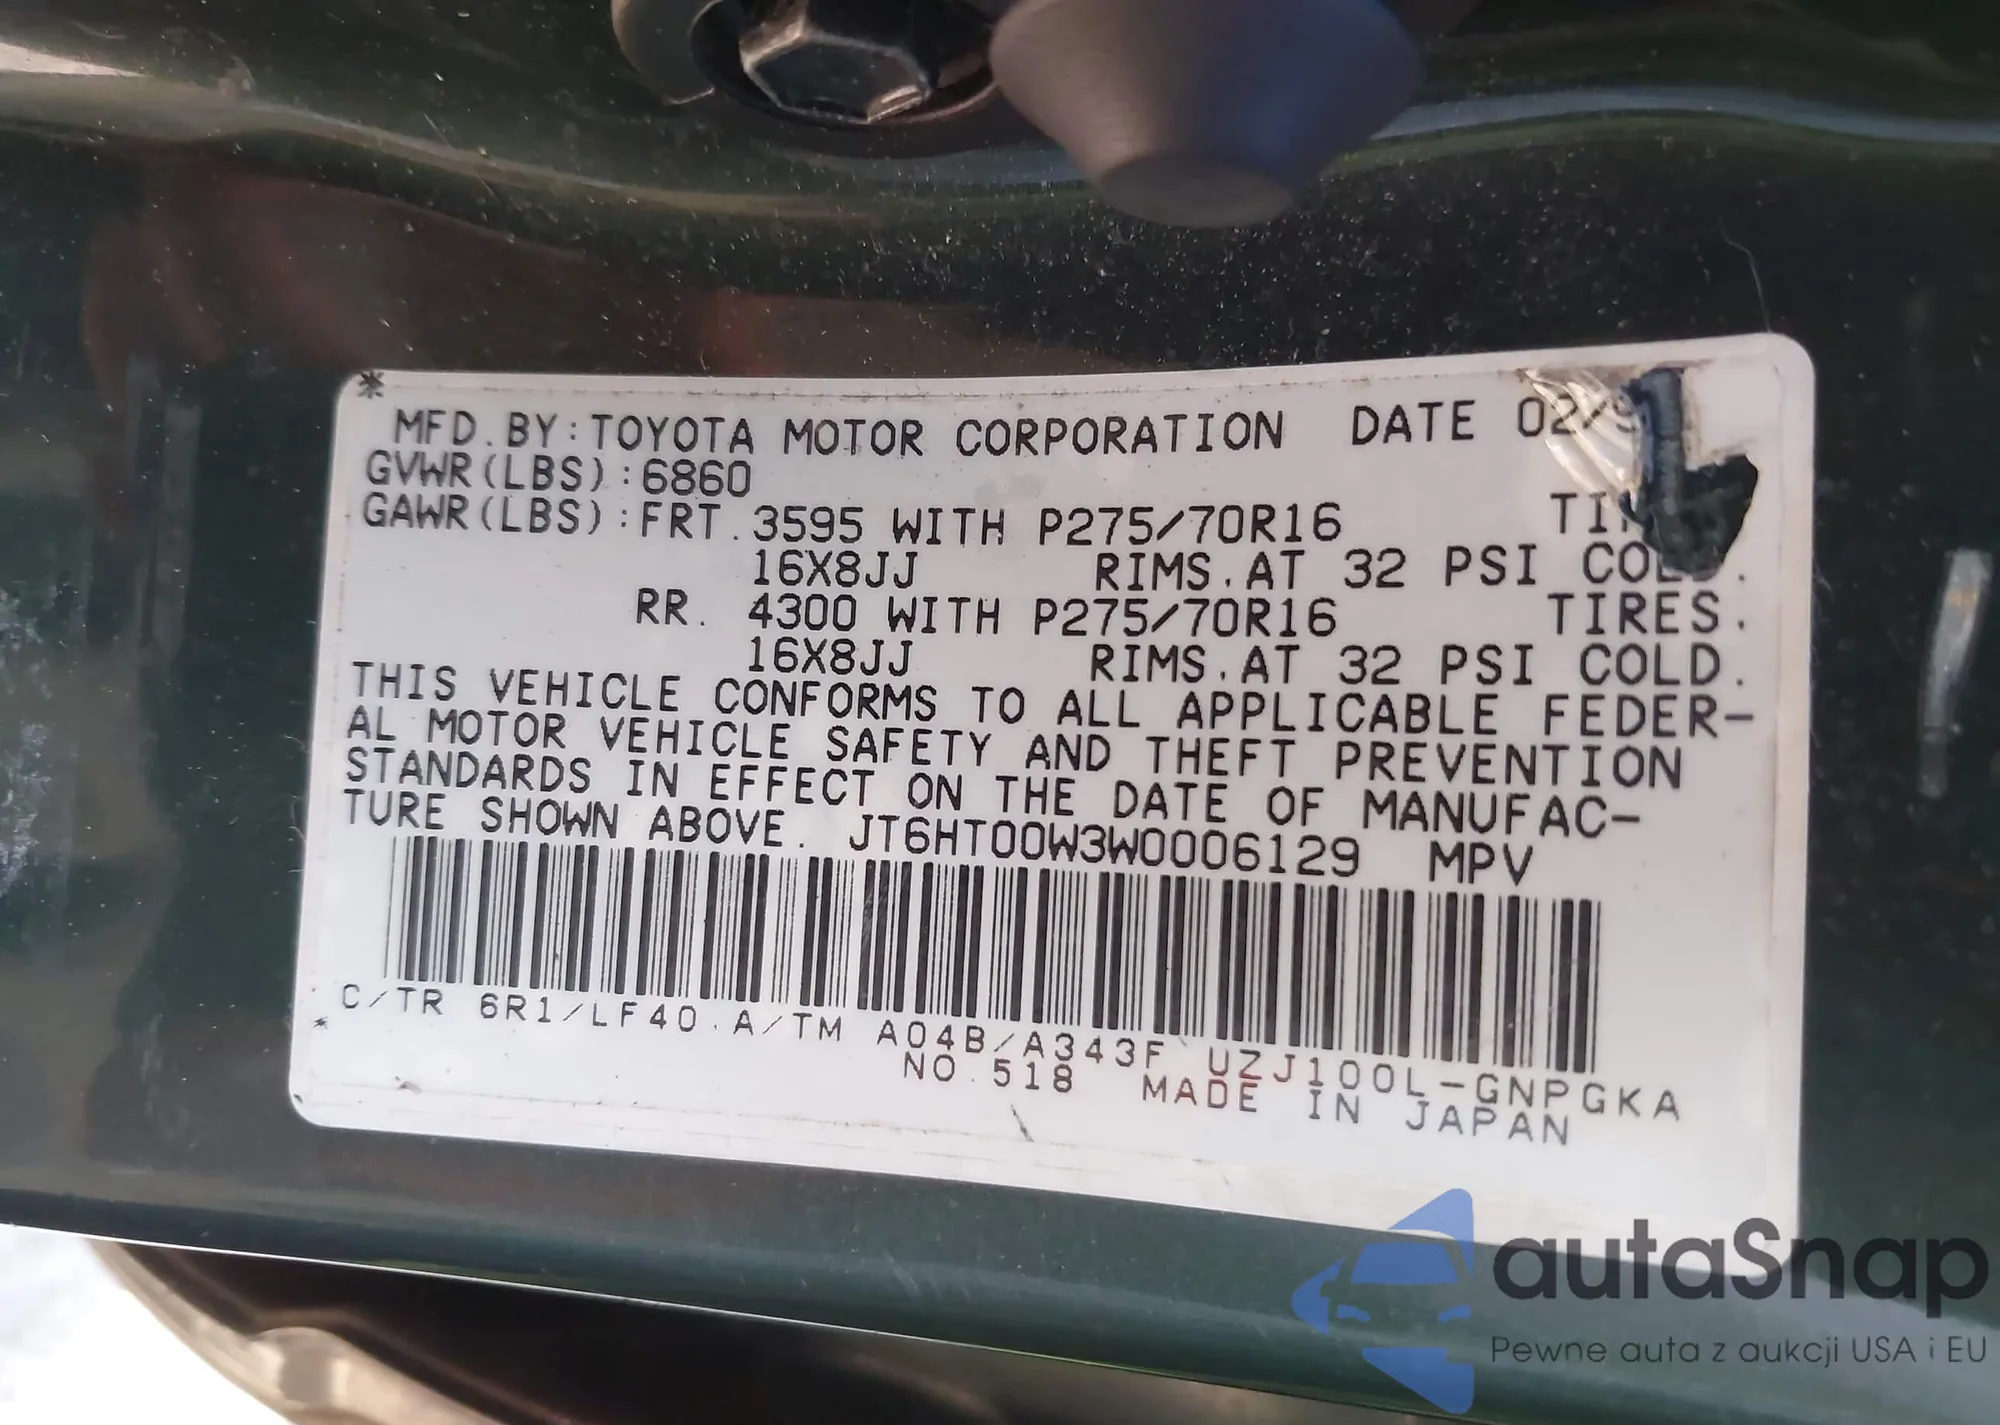 MFD.BY:TOYOTA MOTOR CORPORATION DATE 02/9
GVWR(LBS):6860
GAWR(LBS):FRT.3595 WITH P275/70R16
16X8JJ RIMS.AT 32 PSI COLD.
RR. 4300 WITH P275/70R16 TIRES.
16X8JJ RIMS.AT 32 PSI COLD.
THIS VEHICLE CONFORMS TO ALL APPLICABLE FEDER-
AL MOTOR VEHICLE SAFETY AND THEFT PREVENTION
STANDARDS IN EFFECT ON THE DATE OF MANUFAC-
TURE SHOWN ABOVE. JT6HT00W3W0006129 MPV
C/TR 6R1/LF40.A/TM A04B/A343F UZJ100L-GNPGKA
NO.518 MADE IN JAPAN
autaSnap
Pewne auta z aukcji USA i EU